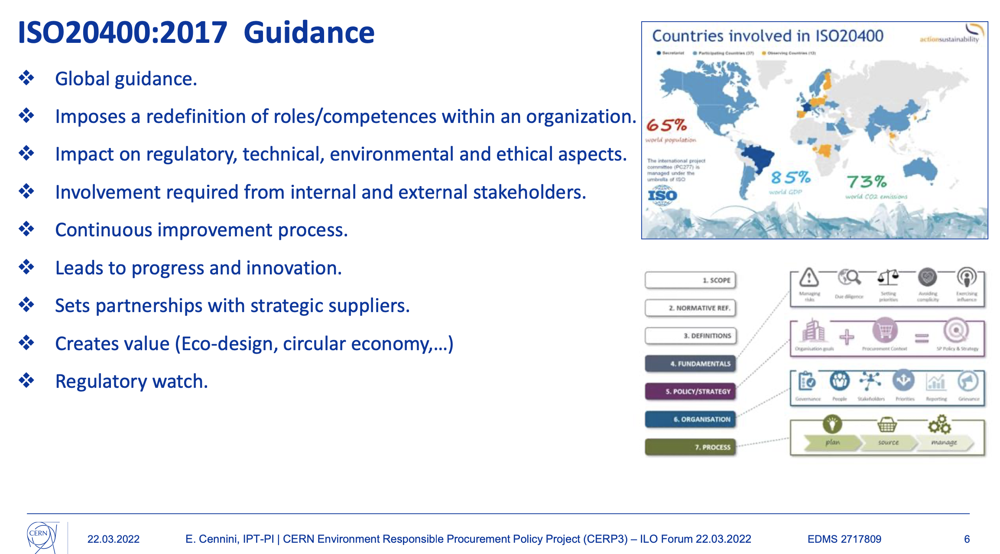 ISO20400:2017 Guidance
❖ Global guidance.
❖ Imposes a redefinition of roles/competences within an organization.
❖ Impact on regulatory, technical, environmental and ethical aspects.
❖ Involvement required from internal and external stakeholders.
❖ Continuous improvement process.
❖ Leads to progress and innovation.
❖ Sets partnerships with strategic suppliers.
❖ Creates value (Eco-design, circular economy,...)
❖ Regulatory watch.
Countries involved in ISO20400
actionsustainability
Secretariat Participating Countries (37) Observing Countries (12)
65%
world population
The international project
committee (PC277) is
managed under the
umbrella of ISO
ISO
85%
world GDP
73%
world CO2 emissions
1. SCOPE
2. NORMATIVE REF.
3. DEFINITIONS
4. FUNDAMENTALS
5. POLICY/STRATEGY
6. ORGANISATION
7. PROCESS
Managing
risks
Due diligence
Setting
priorities
Avoiding
complicity
Exercising
influence
Organisation goals
+
Procurement Context
=
SP Policy & Strategy
Governance People Stakeholders Priorities Reporting Grievance
plan source manage
CERN
22.03.2022
E. Cennini, IPT-PI | CERN Environment Responsible Procurement Policy Project (CERP3) – ILO Forum 22.03.2022
EDMS 2717809
6